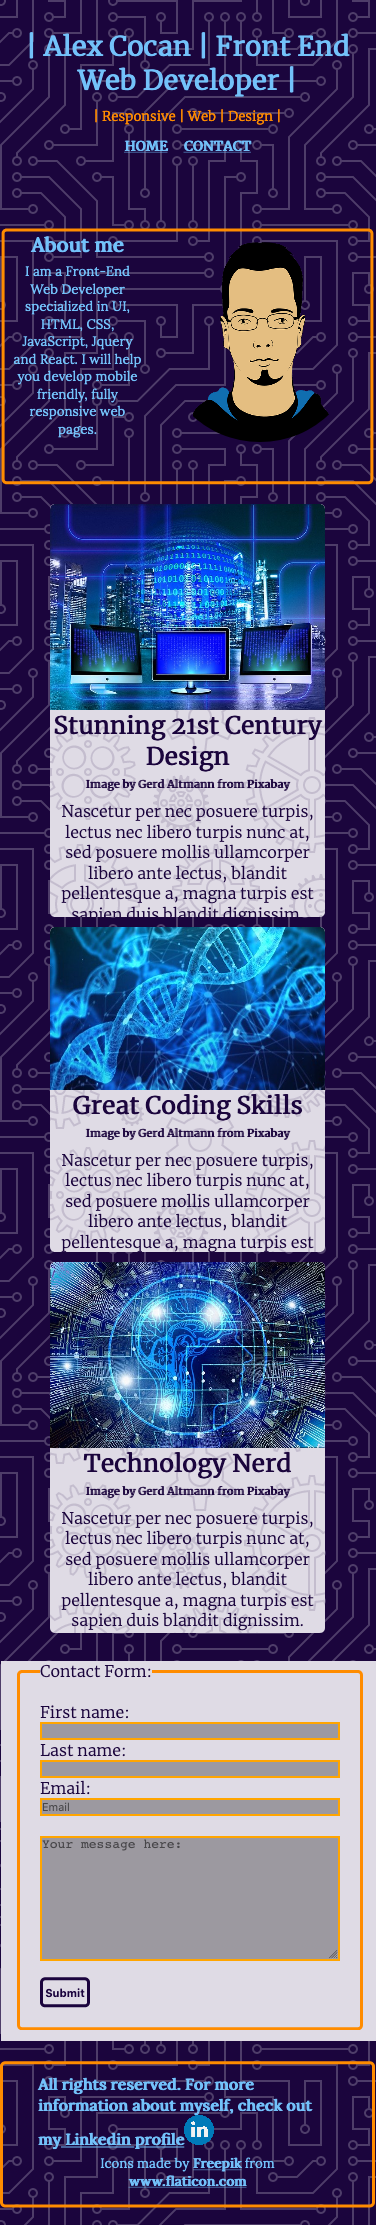 | Alex Cocan | Front End
Web Developer |
| Responsive | Web | Design |
HOME CONTACT
About me
I am a Front-End
Web Developer
specialized in UI,
HTML, CSS,
JavaScript, Jquery
and React. I will help
you develop mobile
friendly, fully
responsive web
pages.
Stunning 21st Century
Design
Image by Gerd Altmann from Pixabay
Nascetur per nec posuere turpis,
lectus nec libero turpis nunc at,
sed posuere mollis ullamcorper
libero ante lectus, blandit
pellentesque a, magna turpis est
sapien duis blandit dignissim.
Great Coding Skills
Image by Gerd Altmann from Pixabay
Nascetur per nec posuere turpis,
lectus nec libero turpis nunc at,
sed posuere mollis ullamcorper
libero ante lectus, blandit
pellentesque a, magna turpis est
Technology Nerd
Image by Gerd Altmann from Pixabay
Nascetur per nec posuere turpis,
lectus nec libero turpis nunc at,
sed posuere mollis ullamcorper
libero ante lectus, blandit
pellentesque a, magna turpis est
sapien duis blandit dignissim.
Contact Form:
First name:
Last name:
Email:
Email
Your message here:
Submit
All rights reserved. For more
information about myself, check out
my Linkedin profile in
Icons made by Freepik from
www.flaticon.com